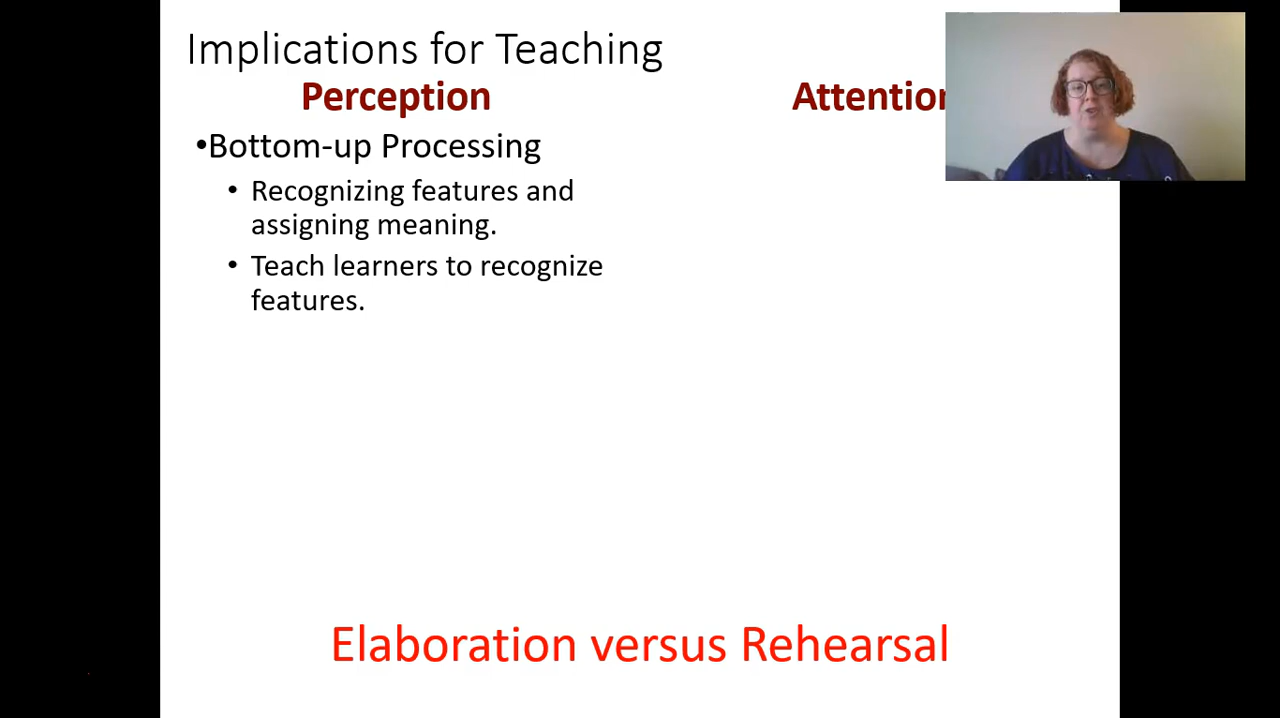 Implications for Teaching
Perception
•Bottom-up Processing
• Recognizing features and
assigning meaning.
• Teach learners to recognize
features.
Elaboration versus Rehearsal